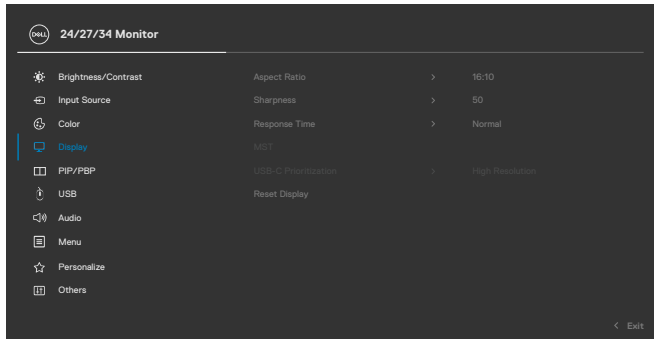 DELL 24/27/34 Monitor
Brightness/Contrast Aspect Ratio > 16:10
Input Source Sharpness > 50
Color Response Time > Normal
Display MST
PIP/PBP USB-C Prioritization > High Resolution
USB Reset Display
Audio
Menu
Personalize
Others
< Exit